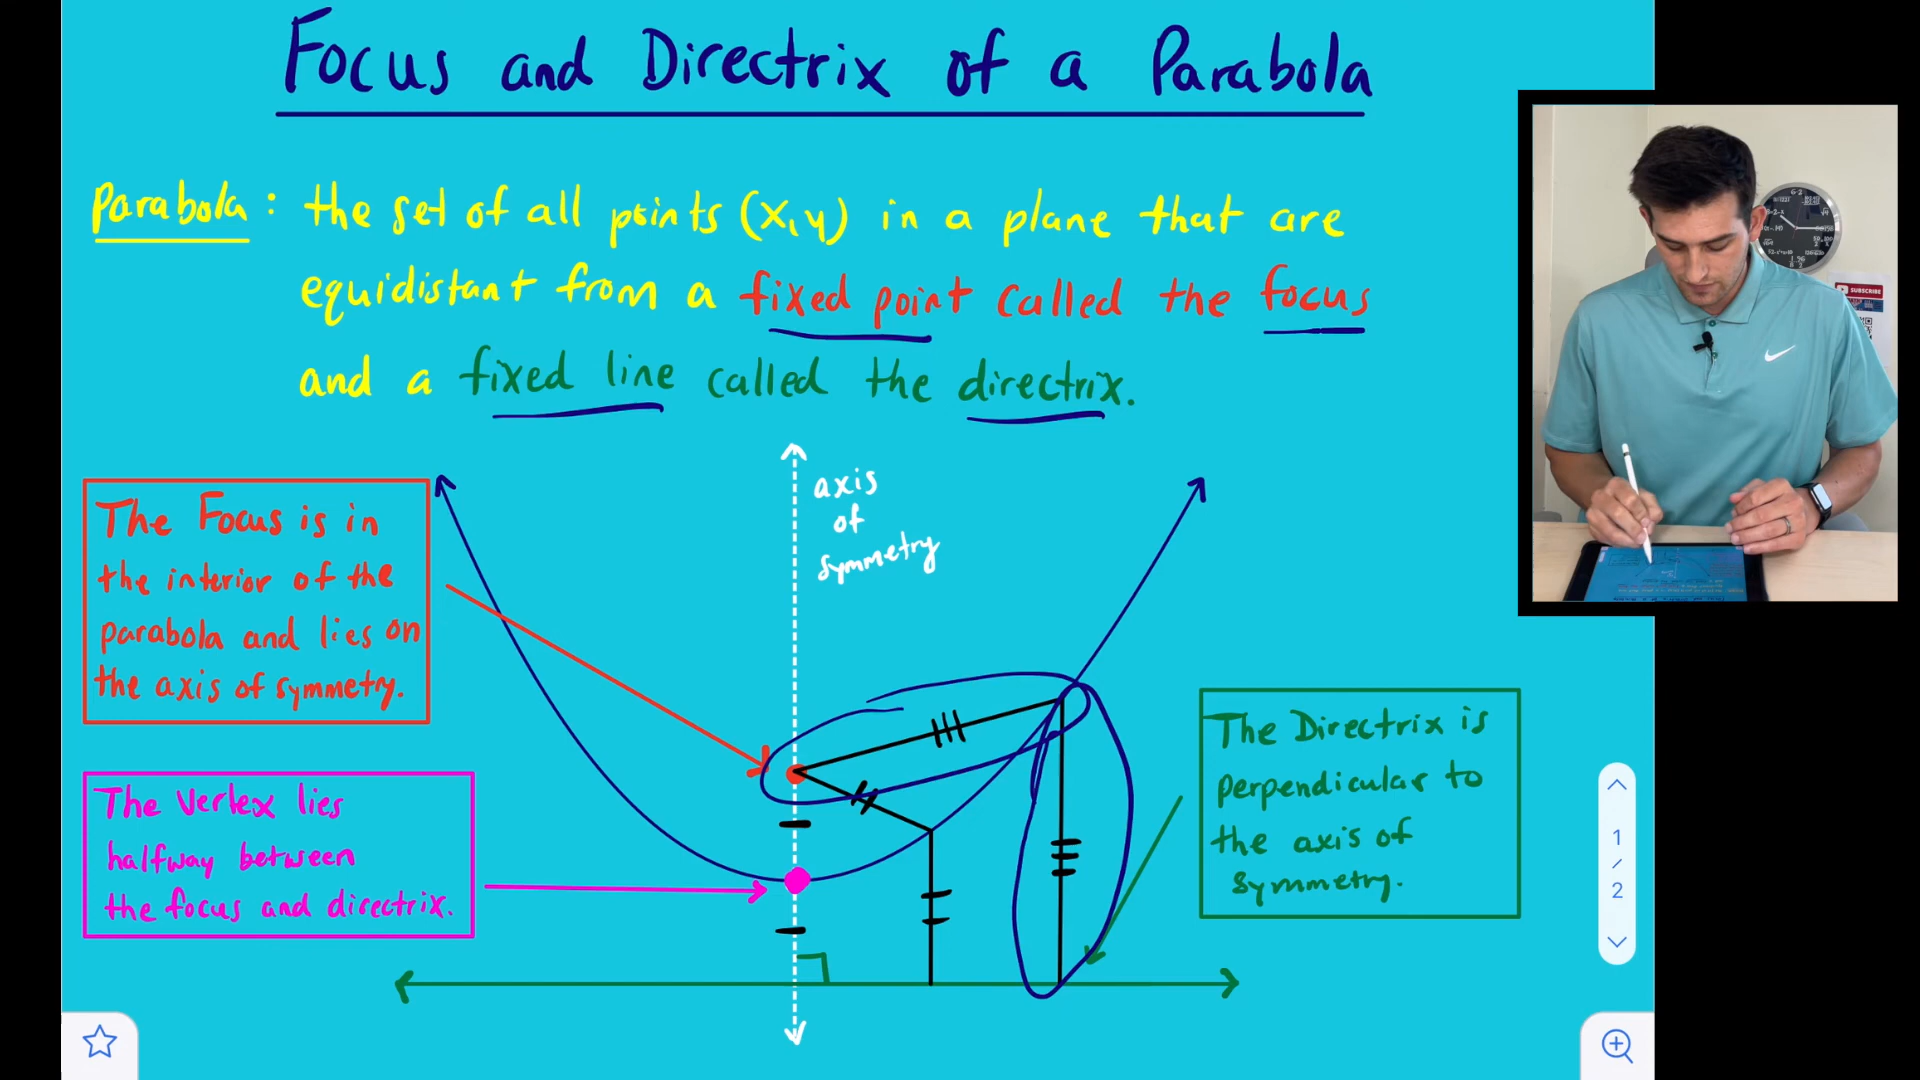 Focus and Directrix of a Parabola
Parabola: the set of all points (x,y) in a plane that are
equidistant from a fixed point called the focus
and a fixed line called the directrix.
axis
of
symmetry
The Focus is in
the interior of the
parabola and lies on
the axis of symmetry.
The Vertex lies
halfway between
the focus and directrix.
The Directrix is
perpendicular to
the axis of
symmetry.
1
/
2
SUBSCRIBE